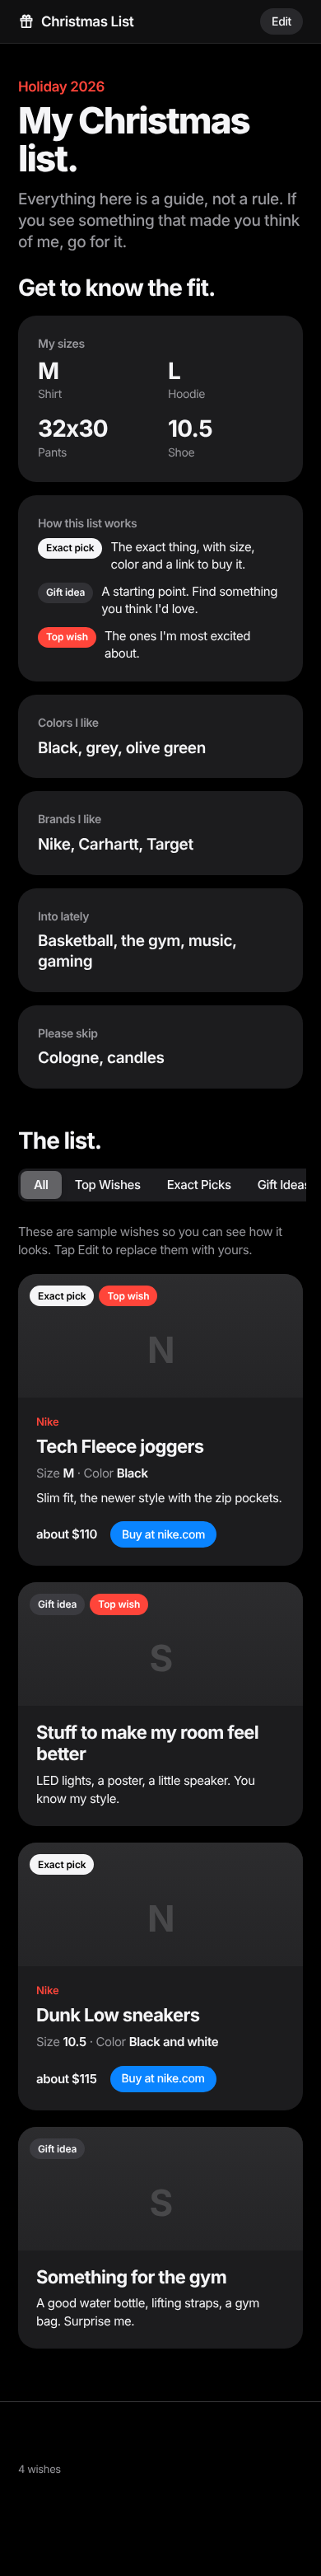 Christmas List
Edit
Holiday 2026
My Christmas
list.
Everything here is a guide, not a rule. If
you see something that made you think
of me, go for it.
Get to know the fit.
My sizes
M
L
Shirt
Hoodie
32x30
10.5
Pants
Shoe
How this list works
Exact pick
The exact thing, with size,
color and a link to buy it.
Gift idea
A starting point. Find something
you think I'd love.
Top wish
The ones I'm most excited
about.
Colors I like
Black, grey, olive green
Brands I like
Nike, Carhartt, Target
Into lately
Basketball, the gym, music,
gaming
Please skip
Cologne, candles
The list.
All
Top Wishes
Exact Picks
Gift Ideas
These are sample wishes so you can see how it
looks. Tap Edit to replace them with yours.
Exact pick
Top wish
N
Nike
Tech Fleece joggers
Size M · Color Black
Slim fit, the newer style with the zip pockets.
about $110
Buy at nike.com
Gift idea
Top wish
S
Stuff to make my room feel
better
LED lights, a poster, a little speaker. You
know my style.
Exact pick
N
Nike
Dunk Low sneakers
Size 10.5 · Color Black and white
about $115
Buy at nike.com
Gift idea
S
Something for the gym
A good water bottle, lifting straps, a gym
bag. Surprise me.
4 wishes